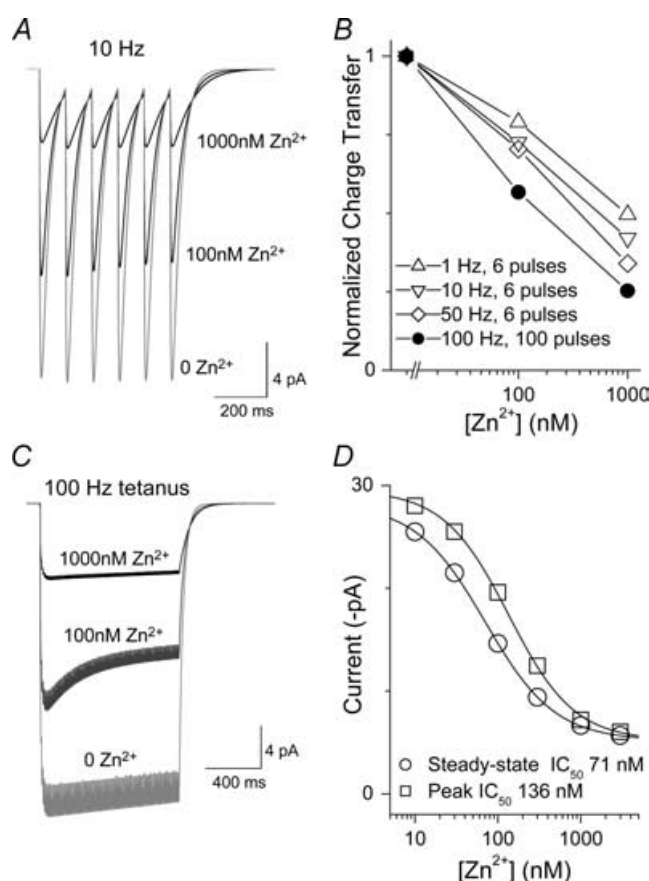 A
10 Hz
1000nM Zn²⁺
100nM Zn²⁺
0 Zn²⁺
4 pA
200 ms
B
Normalized Charge Transfer
1
0
1 Hz, 6 pulses
10 Hz, 6 pulses
50 Hz, 6 pulses
100 Hz, 100 pulses
100
1000
[Zn²⁺] (nM)
C
100 Hz tetanus
1000nM Zn²⁺
100nM Zn²⁺
0 Zn²⁺
4 pA
400 ms
D
Current (-pA)
30
0
Steady-state IC₅₀ 71 nM
Peak IC₅₀ 136 nM
10
100
1000
[Zn²⁺] (nM)